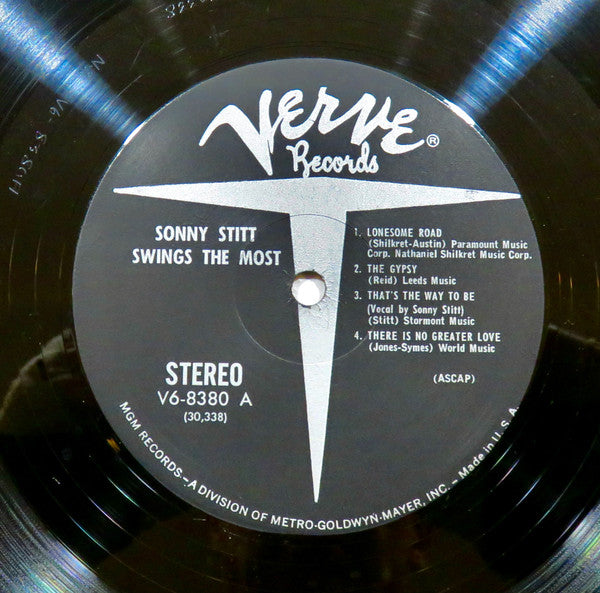 VERVE®
Records
SONNY STITT
SWINGS THE MOST
1. LONESOME ROAD
(Shilkret-Austin) Paramount Music
Corp. Nathaniel Shilkret Music Corp.
2. THE GYPSY
(Reid) Leeds Music
3. THAT'S THE WAY TO BE
(Vocal by Sonny Stitt)
(Stitt) Stormont Music
4. THERE IS NO GREATER LOVE
(Jones-Symes) World Music
(ASCAP)
STEREO
V6-8380 A
(30,338)
MGM RECORDS—A DIVISION OF METRO-GOLDWYN-MAYER, INC. – Made in U.S.A.